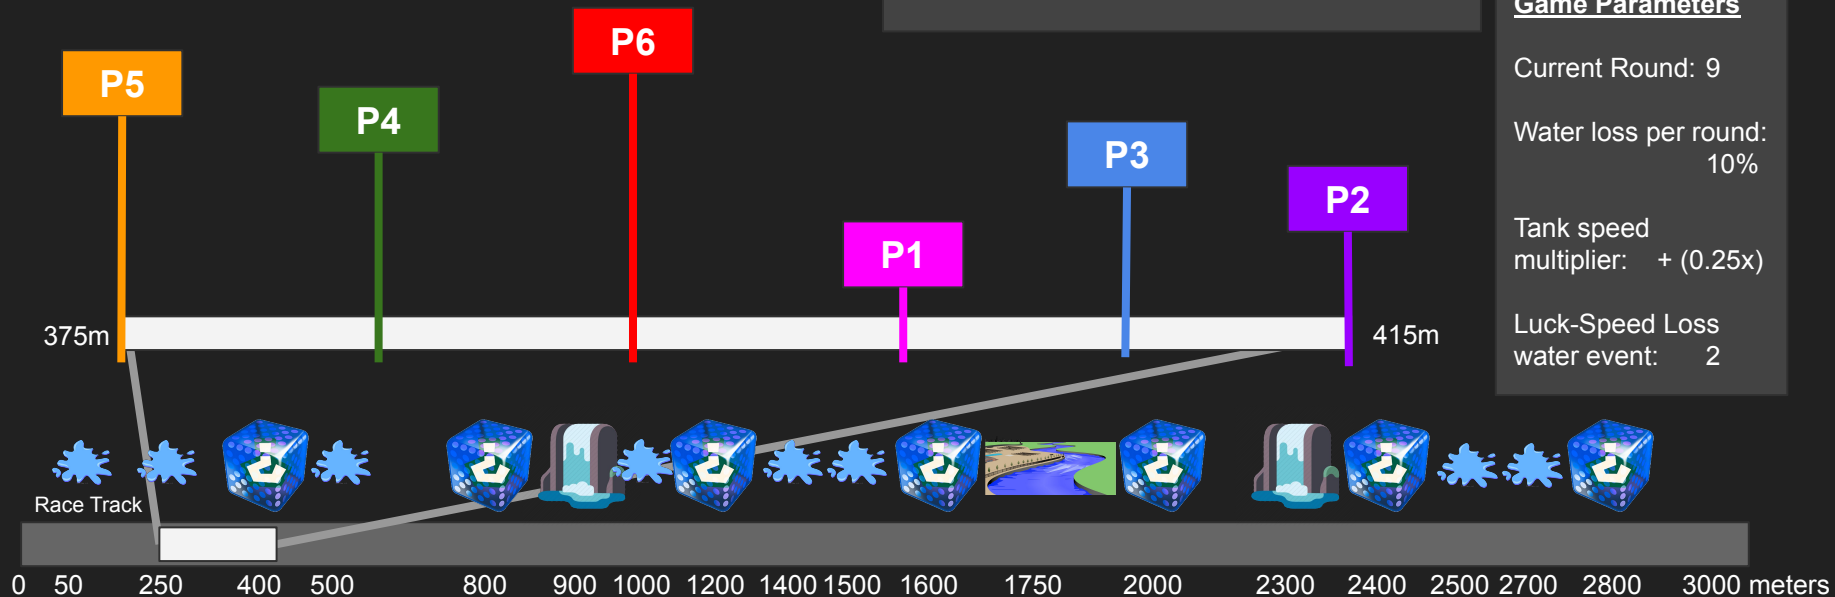 Game Parameters
Current Round: 9
Water loss per round:
10%
Tank speed
multiplier: + (0.25x)
Luck-Speed Loss
water event: 2
P5
P4
P6
P1
P3
P2
375m
415m
Race Track
0 50 250 400 500 800 900 1000 1200 1400 1500 1600 1750 2000 2300 2400 2500 2700 2800 3000 meters